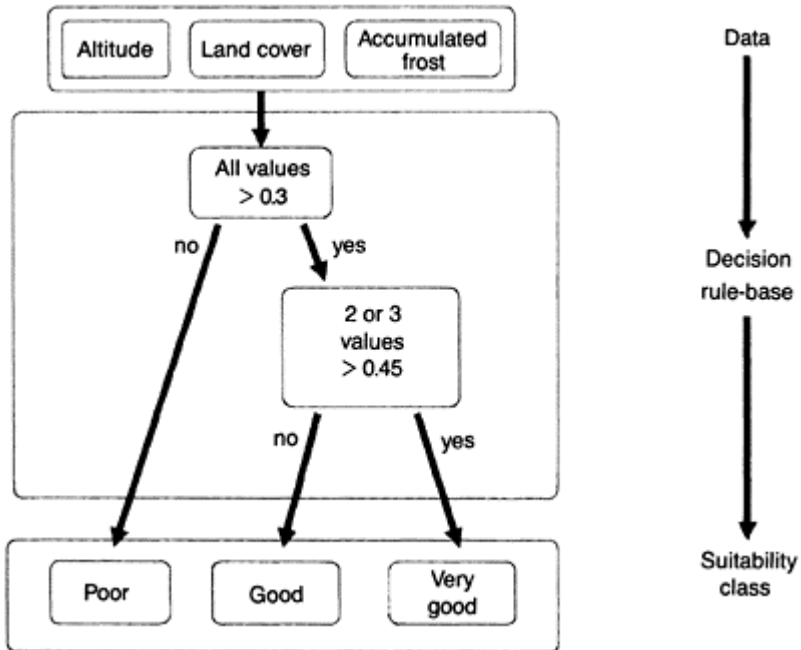 Altitude
Land cover
Accumulated
frost
Data
All values
> 0.3
no
yes
Decision
rule-base
2 or 3
values
> 0.45
no
yes
Poor
Good
Very
good
Suitability
class